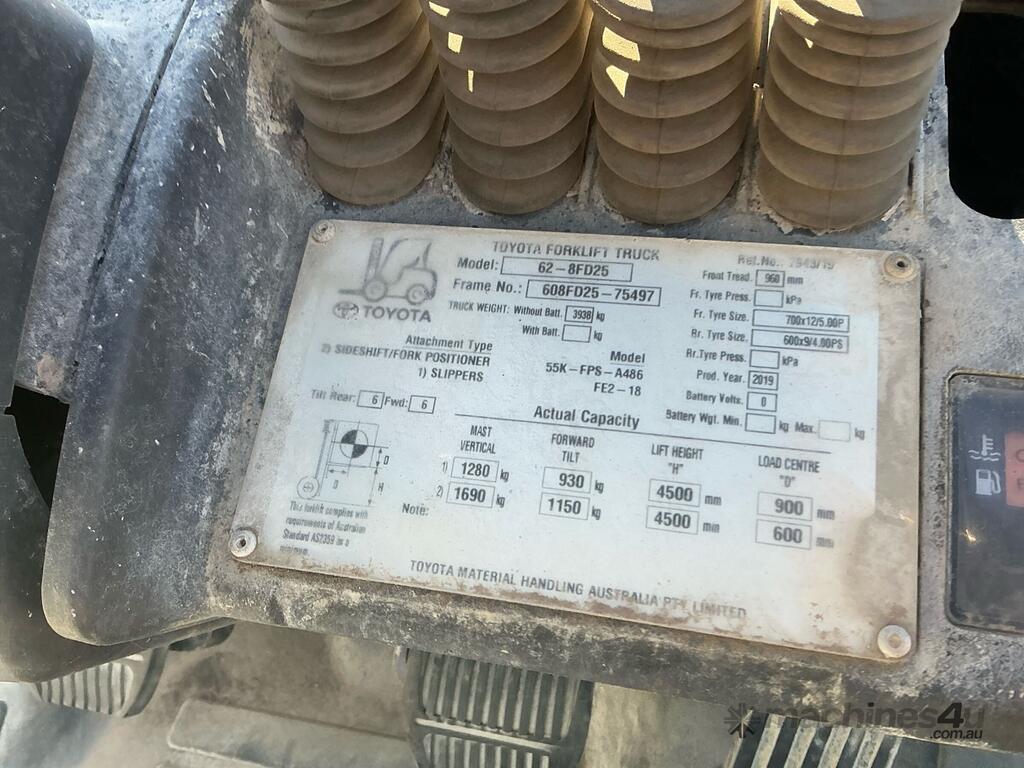 TOYOTA FORKLIFT TRUCK
Model: 62-8FD25
Frame No.: 608FD25-75497
TRUCK WEIGHT: Without Batt. 3938 kg
With Batt. kg
TOYOTA
Ref.No.: 7943/19
Front Tread. 960 mm
Fr. Tyre Press. kPa
Fr. Tyre Size. 700x12/5.00P
Rr. Tyre Size. 600x9/4.00PS
Rr. Tyre Press. kPa
Prod. Year. 2019
Battery Volts. 0
Battery Wgt. Min. kg Max. kg
Attachment Type Model
2) SIDESHIFT/FORK POSITIONER 55K-FPS-A486
1) SLIPPERS FE2-18
Tilt Rear: 6 Fwd: 6
Actual Capacity
MAST VERTICAL FORWARD TILT LIFT HEIGHT "H" LOAD CENTRE "D"
1) 1280 kg 930 kg 4500 mm 900 mm
2) 1690 kg 1150 kg 4500 mm 600 mm
D
D H
Note:
This forklift complies with
requirements of Australian
Standard AS2359 as a
minimum.
TOYOTA MATERIAL HANDLING AUSTRALIA PTY LIMITED
machines4u
.com.au